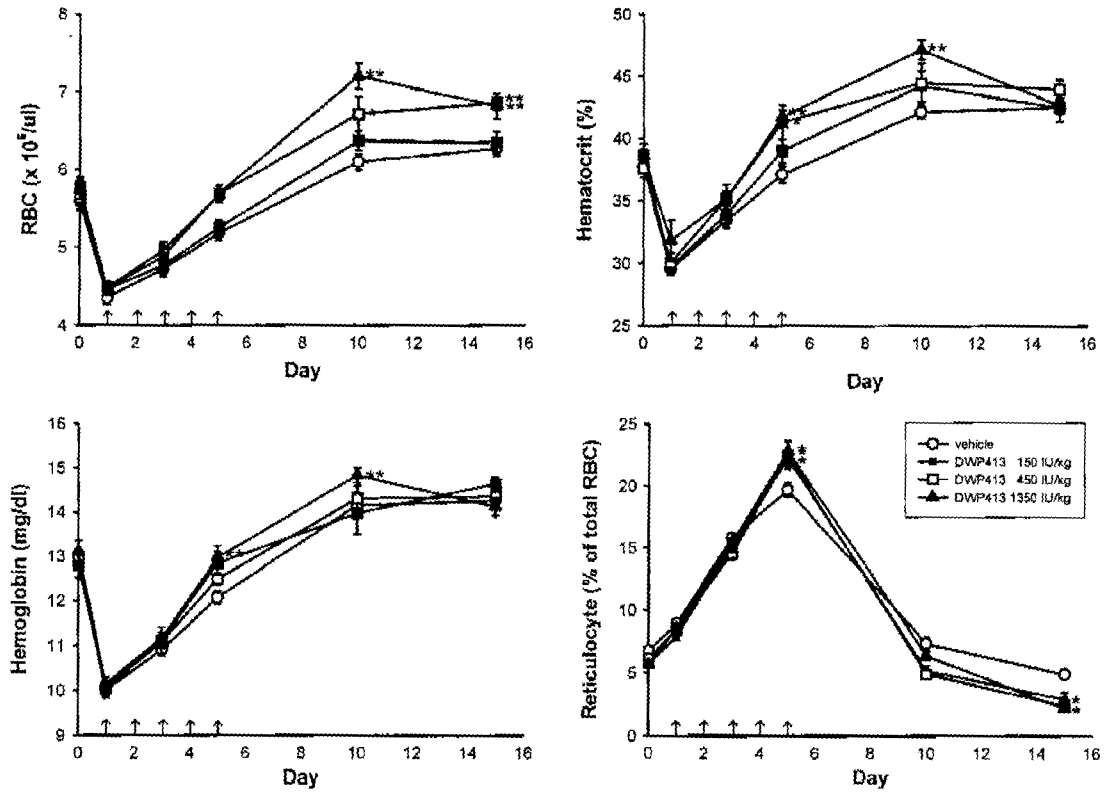 8
7
6
5
4
RBC (x 10⁶/ul)
0 2 4 6 8 10 12 14 16
Day
**
**
50
45
40
35
30
25
Hematocrit (%)
0 2 4 6 8 10 12 14 16
Day
**
**
**
16
15
14
13
12
11
10
9
Hemoglobin (mg/dl)
0 2 4 6 8 10 12 14 16
Day
**
25
20
15
10
5
0
Reticulocyte (% of total RBC)
0 2 4 6 8 10 12 14 16
Day
*
*
*
*
vehicle
DWP413 150 IU/kg
DWP413 450 IU/kg
DWP413 1350 IU/kg